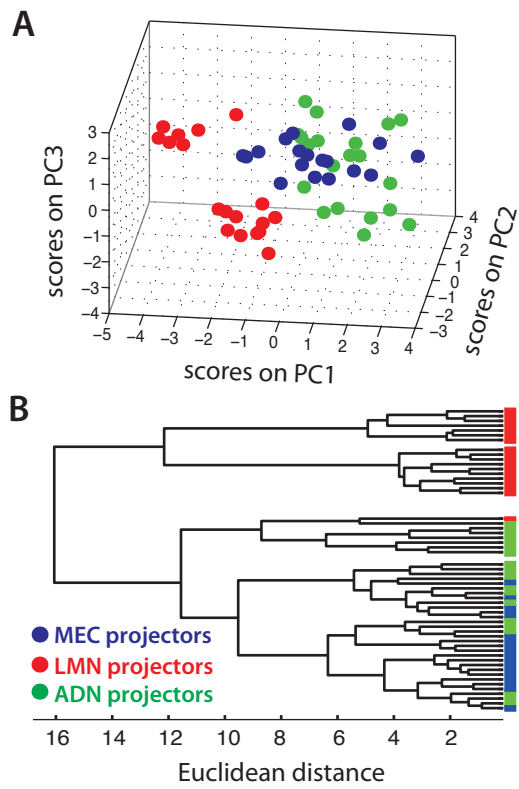 A
3
2
1
0
−1
−2
−3
−4
scores on PC3
−5 −4 −3 −2 −1 0 1 2 3 4
scores on PC1
4
3
2
1
0
−1
−2
−3
scores on PC2
B
MEC projectors
LMN projectors
ADN projectors
16 14 12 10 8 6 4 2
Euclidean distance